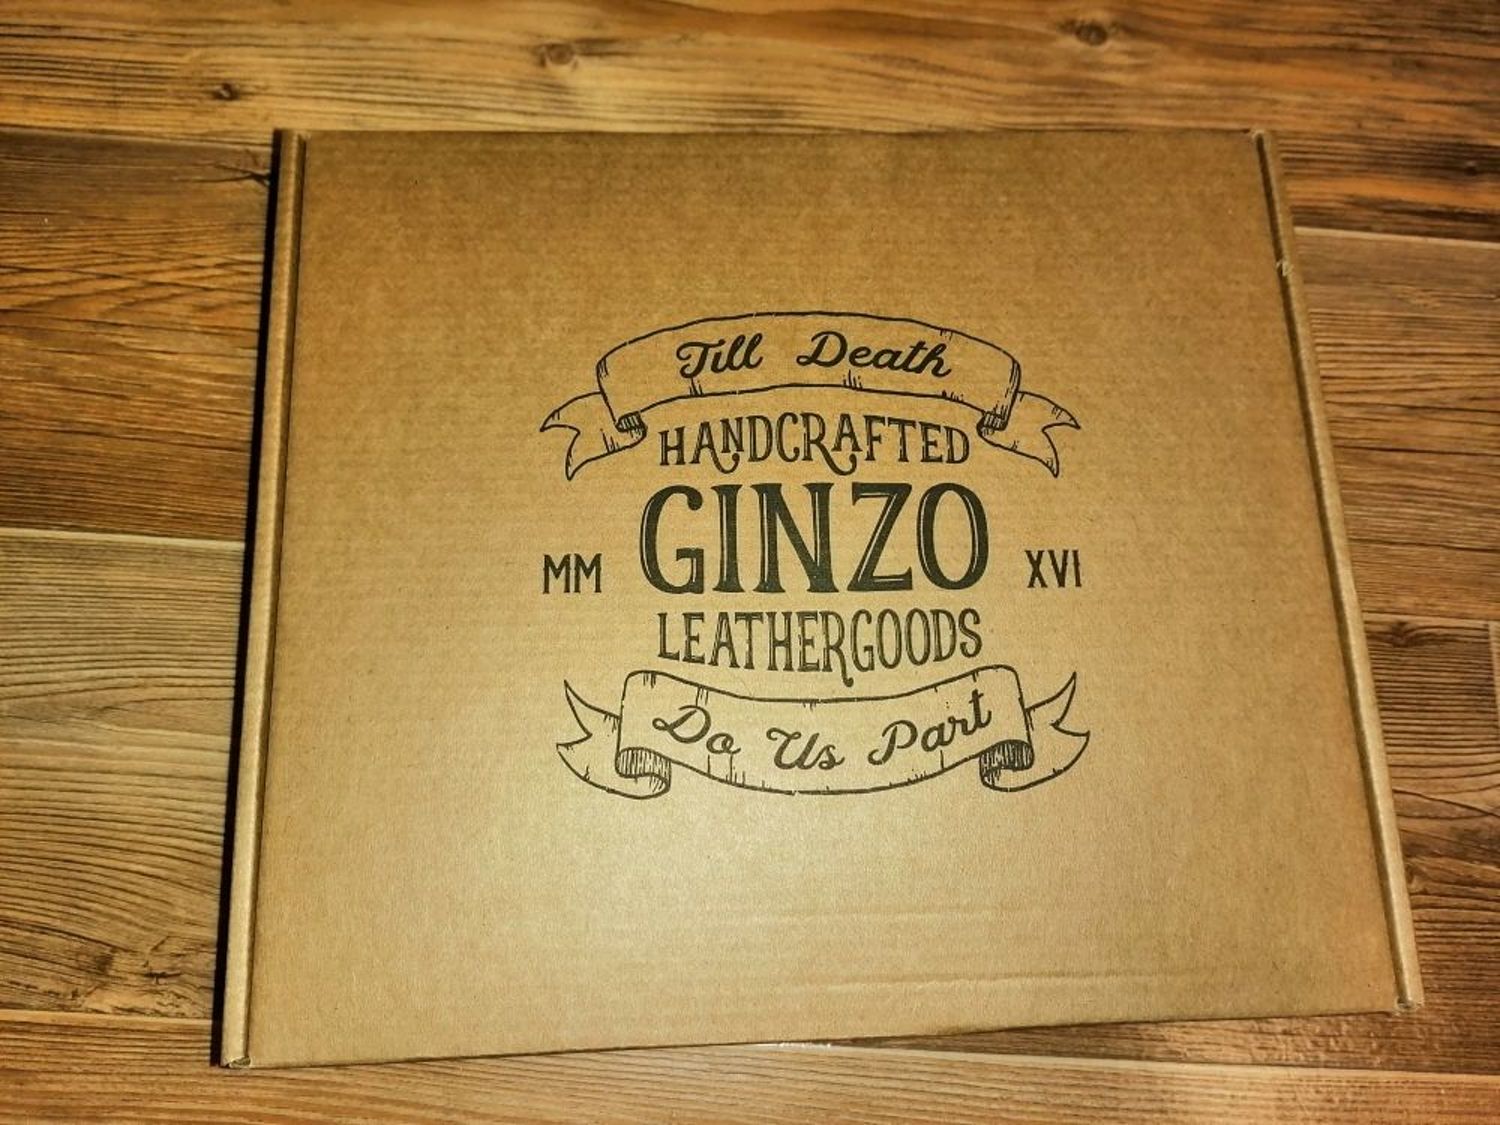 Till Death
HANDCRAFTED
GINZO
MM XVI
LEATHERGOODS
Do Us Part